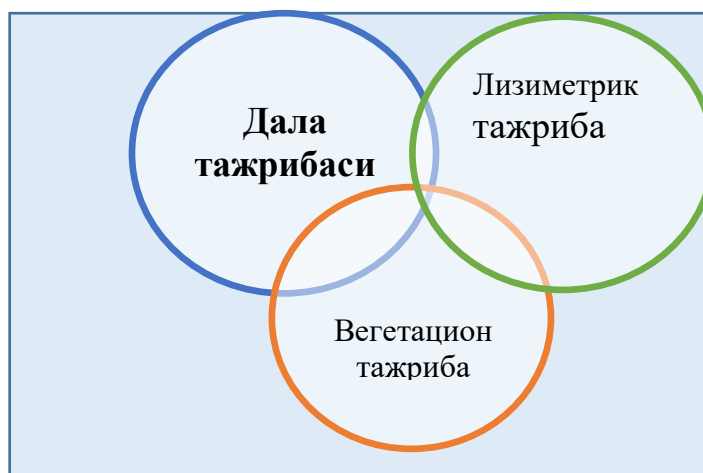 Дала
тажрибаси
Лизиметрик
тажриба
Вегетацион
тажриба